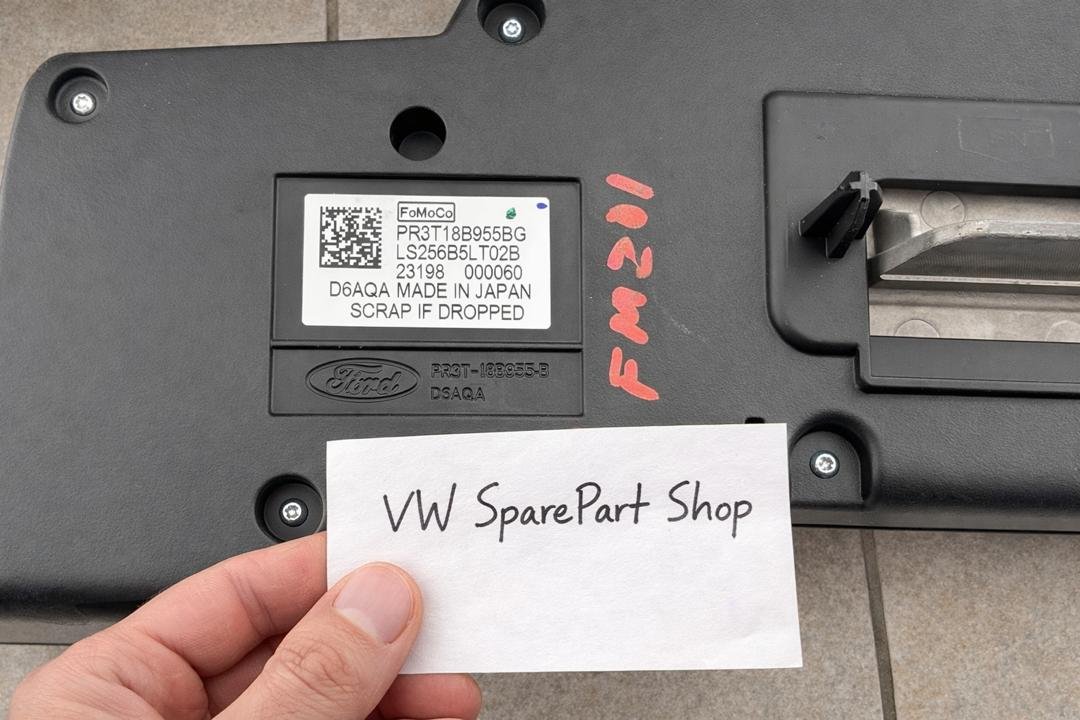 FoMoCo
PR3T18B955BG
LS256B5LT02B
23198 000060
D6AQA MADE IN JAPAN
SCRAP IF DROPPED
Ford
PR3T-18B955-B
D6AQA
FM201
VW SparePart Shop